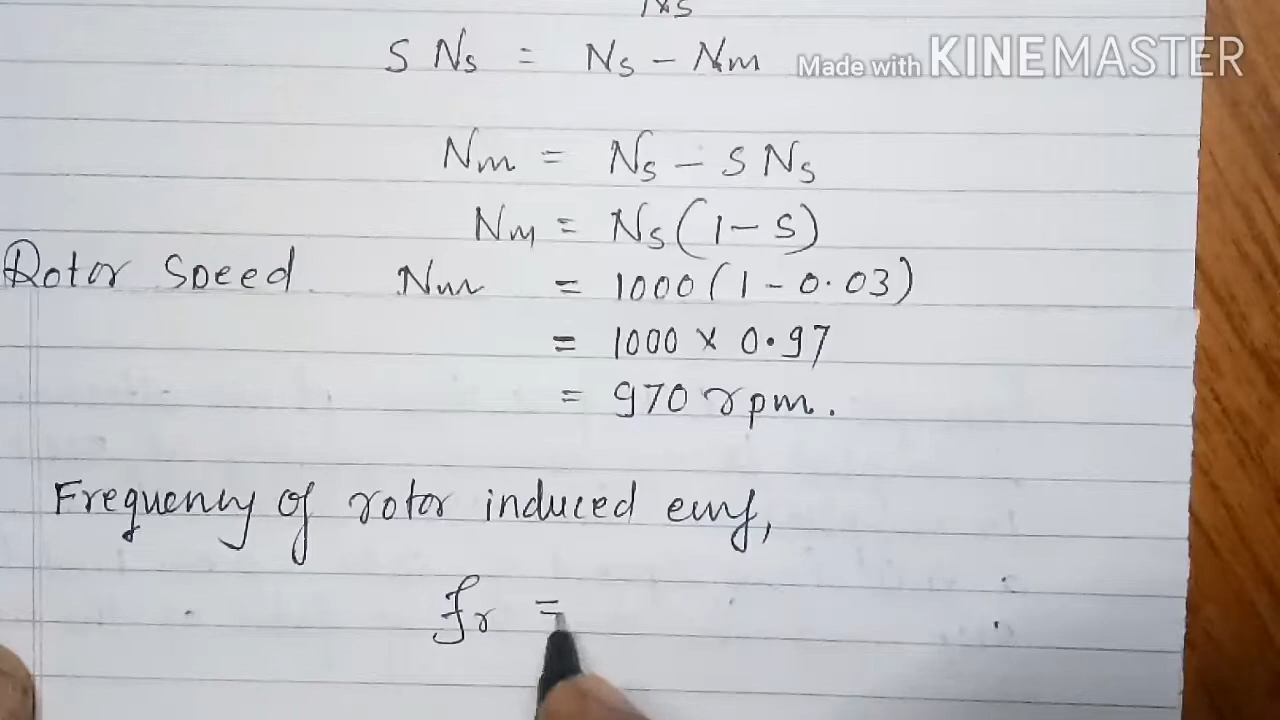 S Ns = Ns - Nm
Made with KINEMASTER
Nm = Ns - S Ns
Nm = Ns (1 - S)
Rotor Speed Nm = 1000 (1 - 0.03)
= 1000 × 0.97
= 970 rpm.
Frequency of rotor induced emf,
fr =